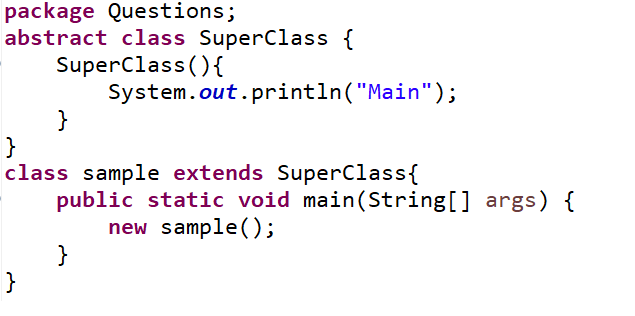 package Questions;
abstract class SuperClass {
    SuperClass(){
        System.out.println("Main");
    }
}
class sample extends SuperClass{
    public static void main(String[] args) {
        new sample();
    }
}